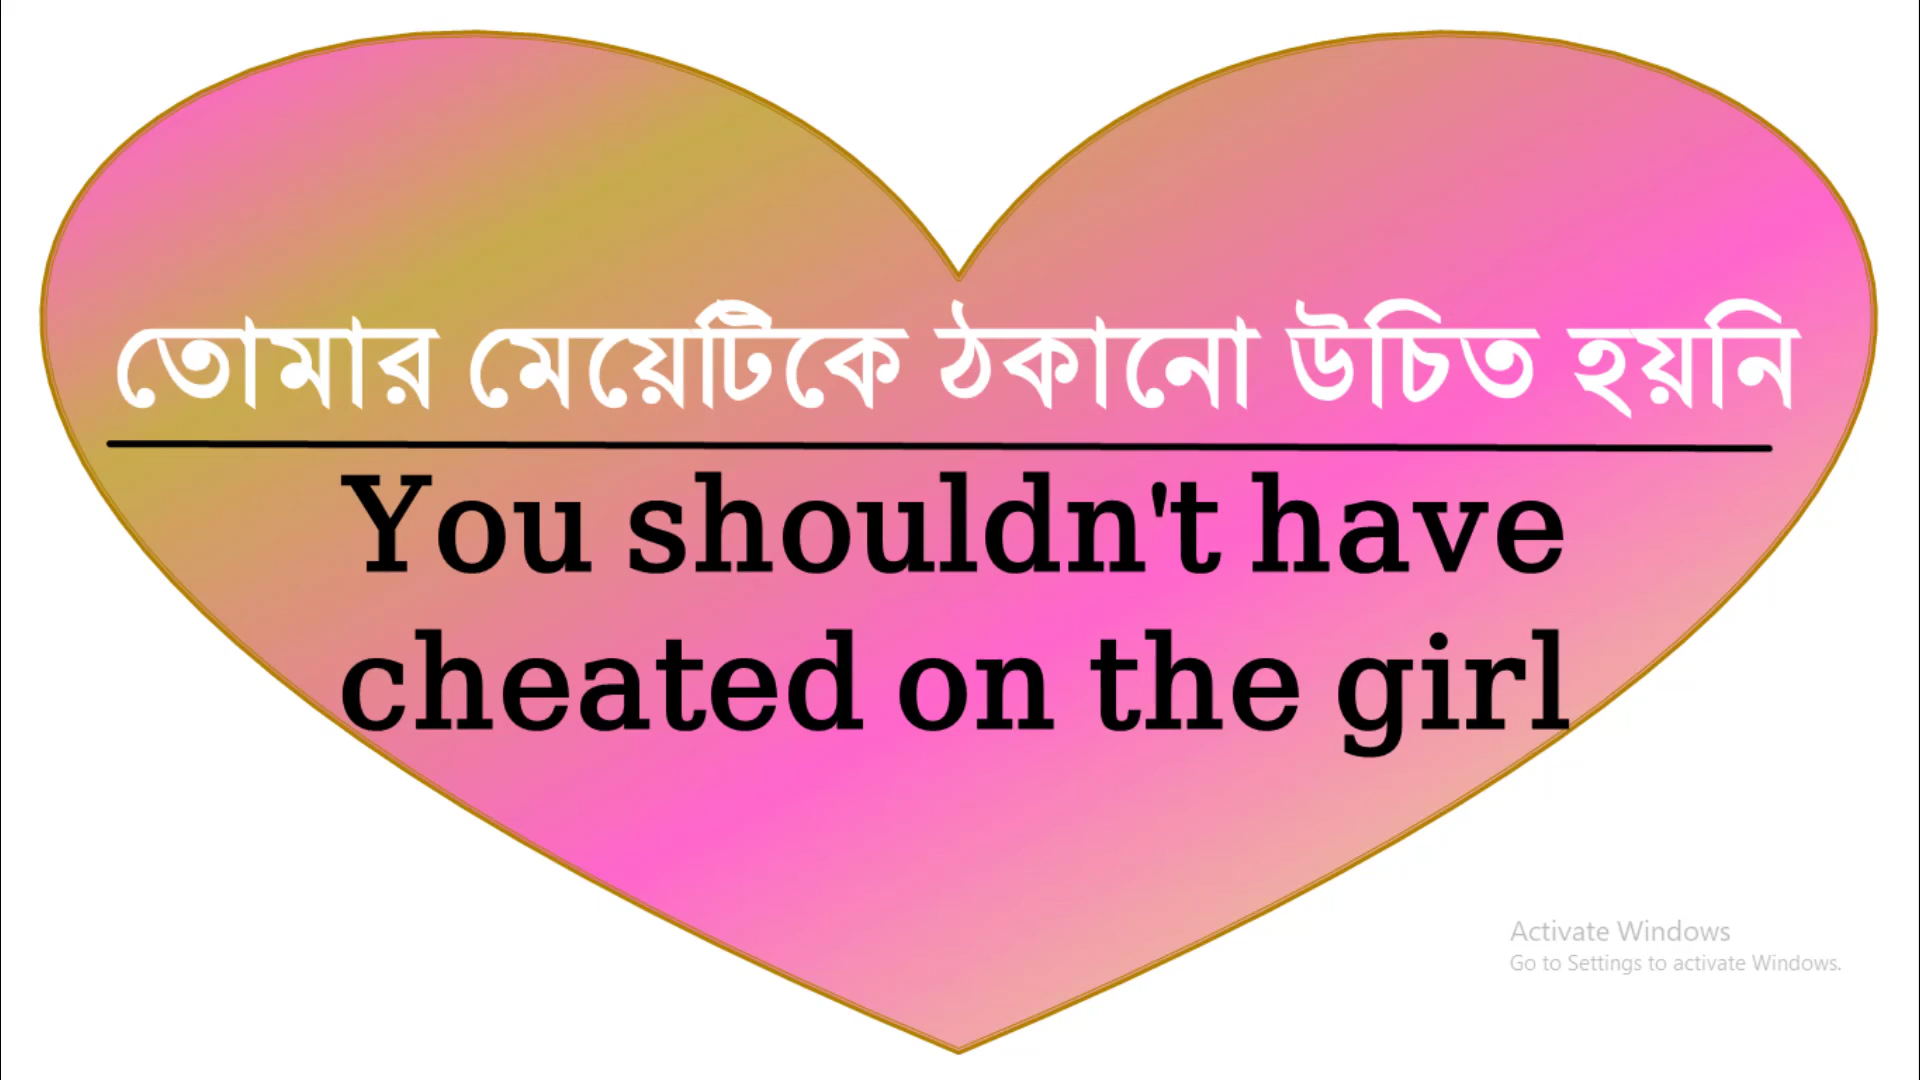 তোমার মেয়েটিকে ঠকানো উচিত হয়নি
You shouldn't have
cheated on the girl
Activate Windows
Go to Settings to activate Windows.